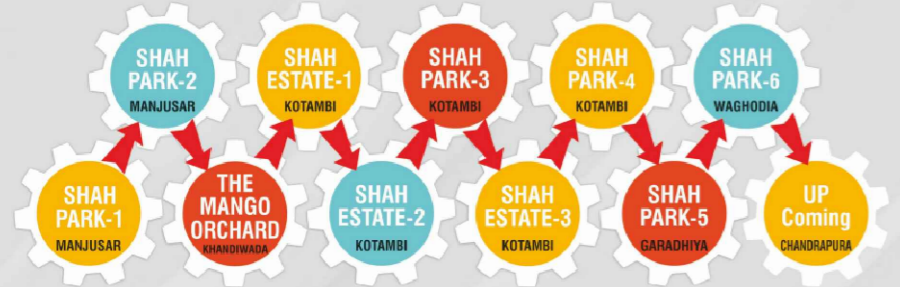 SHAH
PARK-1
MANJUSAR
SHAH
PARK-2
MANJUSAR
THE
MANGO
ORCHARD
KHANDIWADA
SHAH
ESTATE-1
KOTAMBI
SHAH
ESTATE-2
KOTAMBI
SHAH
PARK-3
KOTAMBI
SHAH
ESTATE-3
KOTAMBI
SHAH
PARK-4
KOTAMBI
SHAH
PARK-5
GARADHIYA
SHAH
PARK-6
WAGHODIA
UP
Coming
CHANDRAPURA